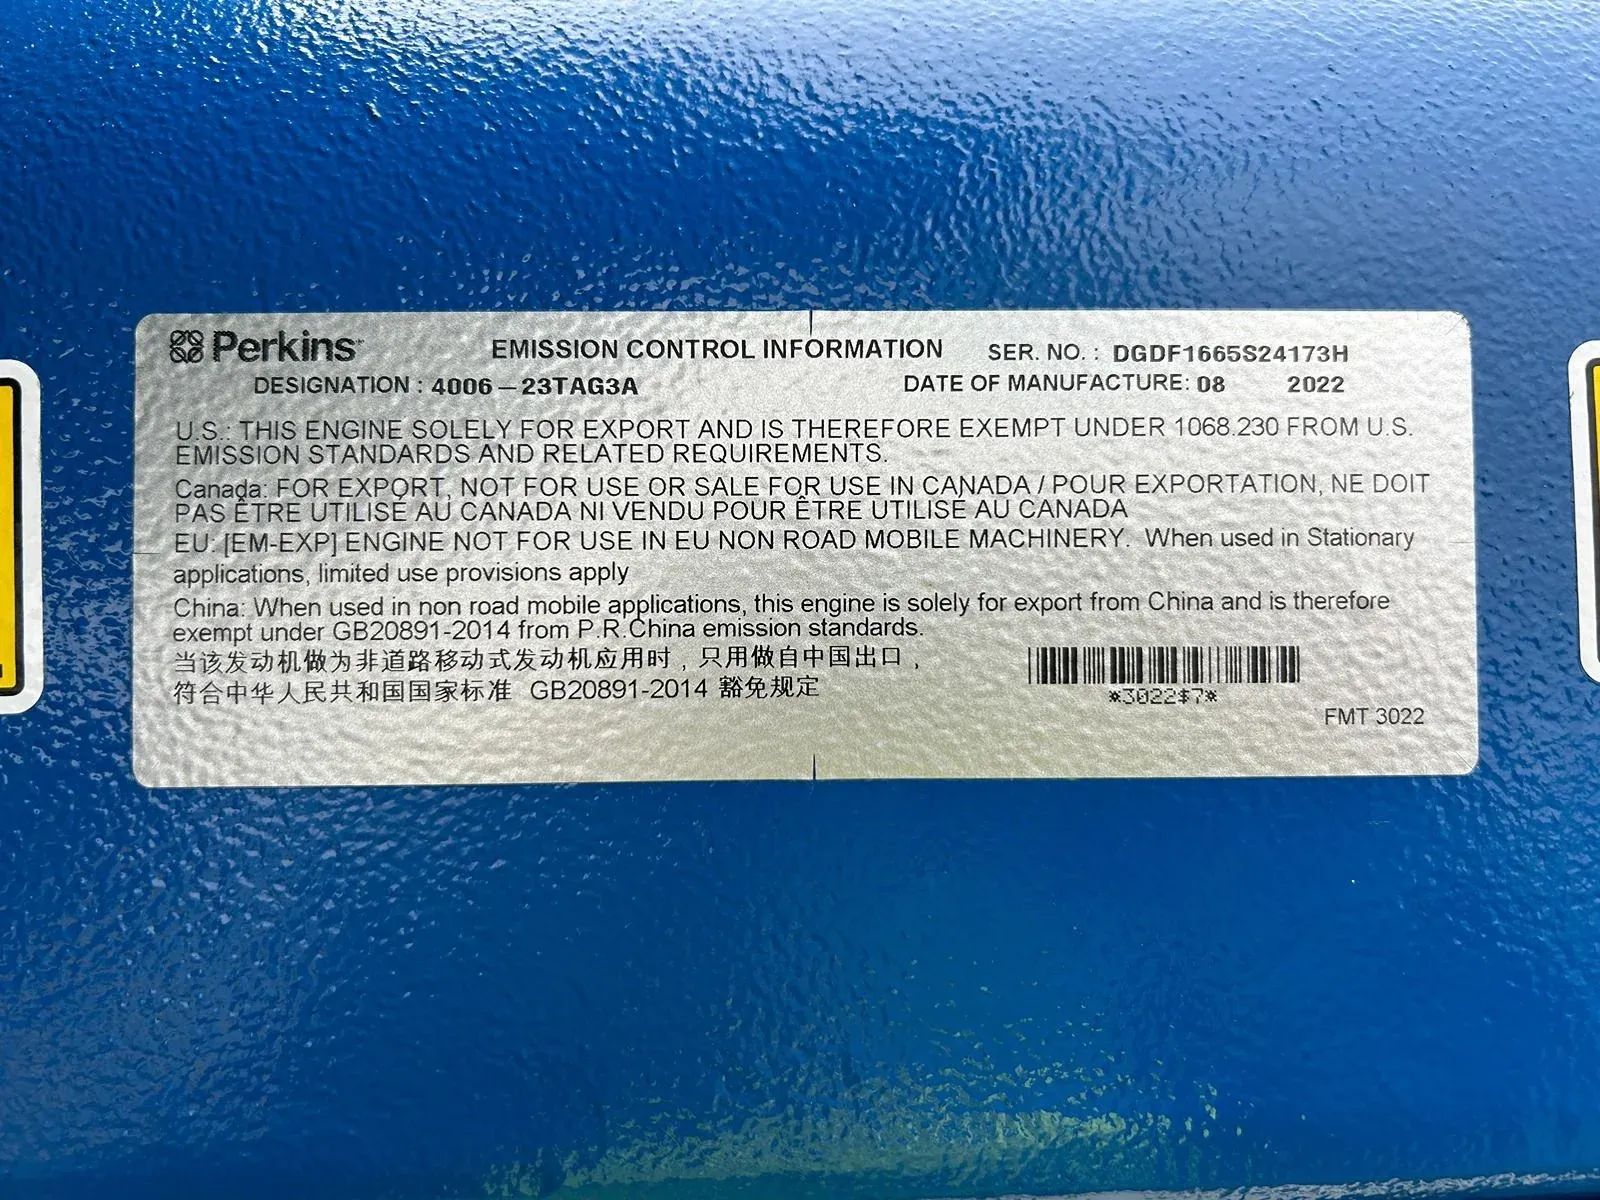 Perkins EMISSION CONTROL INFORMATION SER. NO. : DGDF1665S24173H
DESIGNATION : 4006 – 23TAG3A DATE OF MANUFACTURE: 08 2022
U.S.: THIS ENGINE SOLELY FOR EXPORT AND IS THEREFORE EXEMPT UNDER 1068.230 FROM U.S.
EMISSION STANDARDS AND RELATED REQUIREMENTS.
Canada: FOR EXPORT, NOT FOR USE OR SALE FOR USE IN CANADA / POUR EXPORTATION, NE DOIT
PAS ÊTRE UTILISÉ AU CANADA NI VENDU POUR ÊTRE UTILISÉ AU CANADA
EU: [EM-EXP] ENGINE NOT FOR USE IN EU NON ROAD MOBILE MACHINERY. When used in Stationary
applications, limited use provisions apply
China: When used in non road mobile applications, this engine is solely for export from China and is therefore
exempt under GB20891-2014 from P.R.China emission standards.
当该发动机做为非道路移动式发动机应用时，只用做自中国出口，
符合中华人民共和国国家标准 GB20891-2014 豁免规定
*3022$7*
FMT 3022